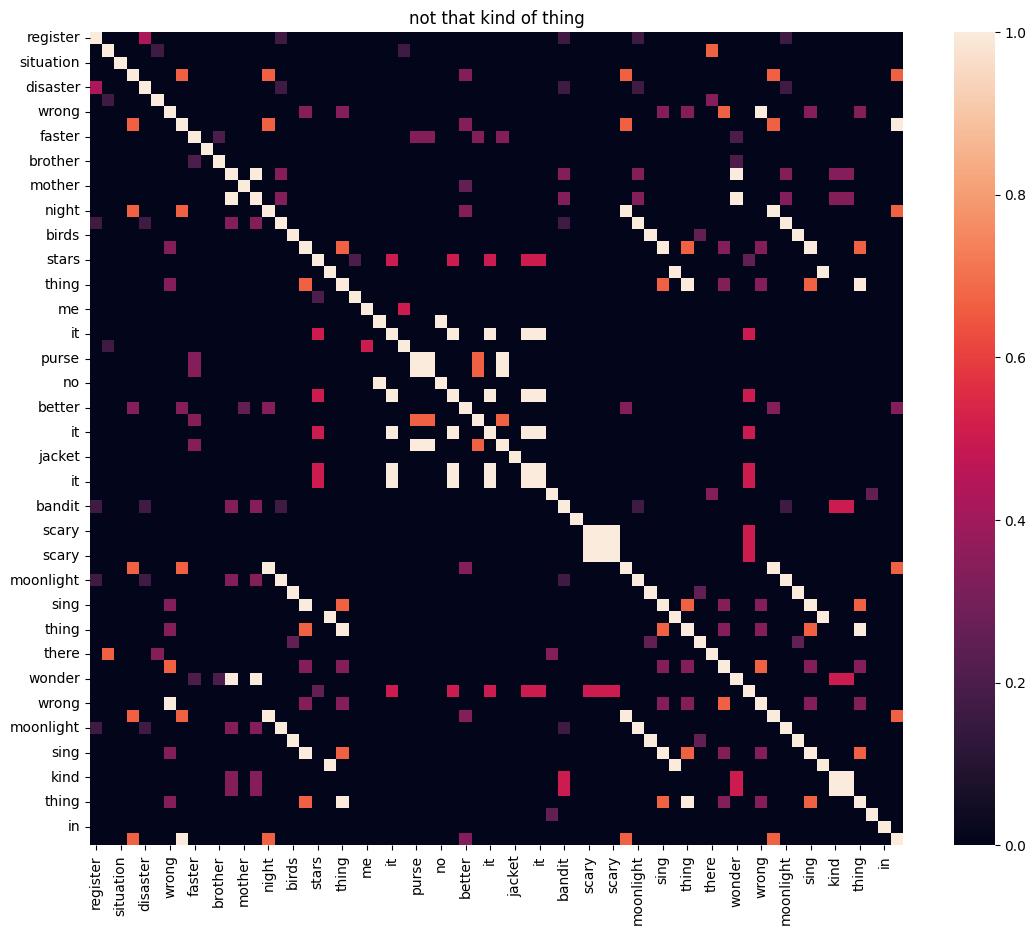 not that kind of thing
register
situation
disaster
wrong
faster
brother
mother
night
birds
stars
thing
me
it
purse
no
better
it
jacket
it
bandit
scary
scary
moonlight
sing
thing
there
wonder
wrong
moonlight
sing
kind
thing
in
1.0
0.8
0.6
0.4
0.2
0.0
register
situation
disaster
wrong
faster
brother
mother
night
birds
stars
thing
me
it
purse
no
better
it
jacket
it
bandit
scary
scary
moonlight
sing
thing
there
wonder
wrong
moonlight
sing
kind
thing
in